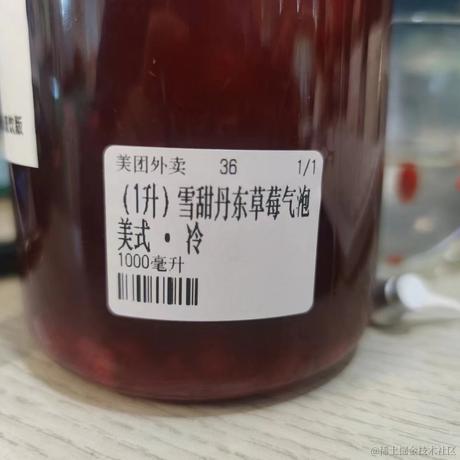 美团外卖 36 1/1
(1升)雪甜丹东草莓气泡
美式·冷
1000毫升
@稀土掘金技术社区